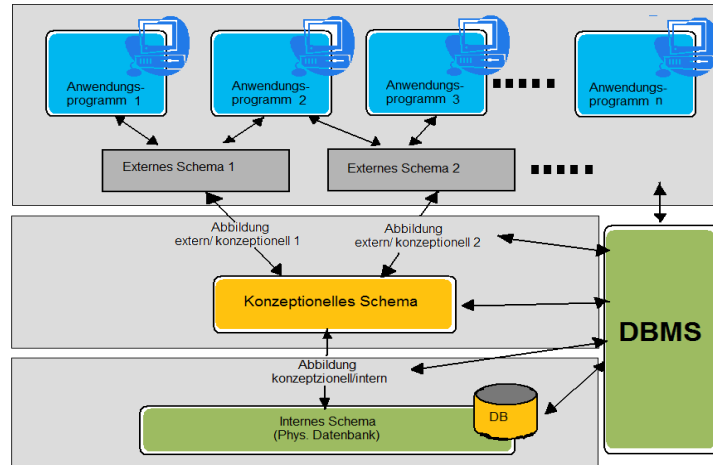 Anwendungs-
programm 1
Anwendungs-
programm 2
Anwendungs-
programm 3
Anwendungs-
programm n
Externes Schema 1
Externes Schema 2
Abbildung
extern/ konzeptionell 1
Abbildung
extern/ konzeptionell 2
Konzeptionelles Schema
DBMS
Abbildung
konzeptzionell/intern
Internes Schema
(Phys. Datenbank)
DB